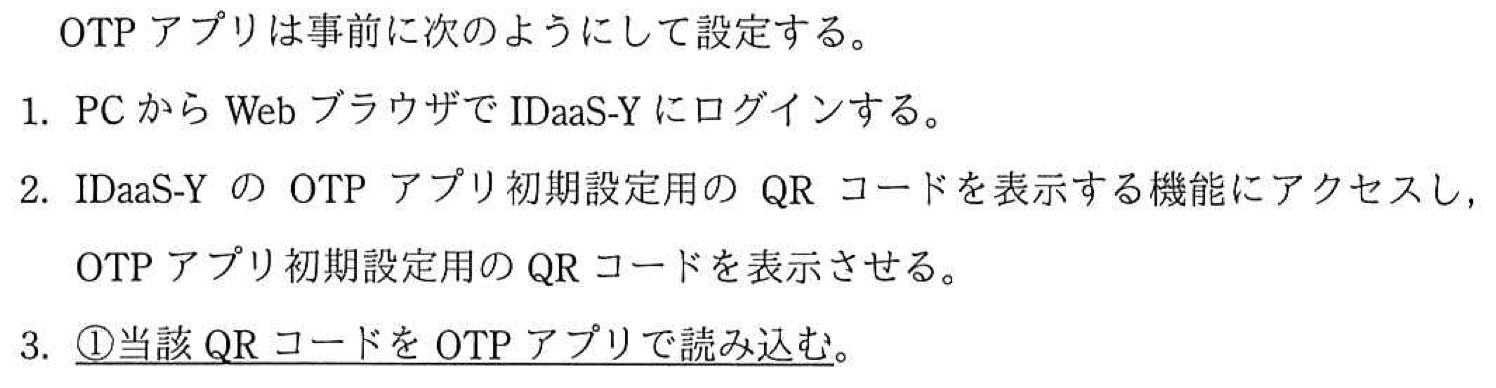 OTP アプリは事前に次のようにして設定する。
1. PC から Web ブラウザで IDaaS-Y にログインする。
2. IDaaS-Y の OTP アプリ初期設定用の QR コードを表示する機能にアクセスし,
OTP アプリ初期設定用の QR コードを表示させる。
3. ①当該 QR コードを OTP アプリで読み込む。